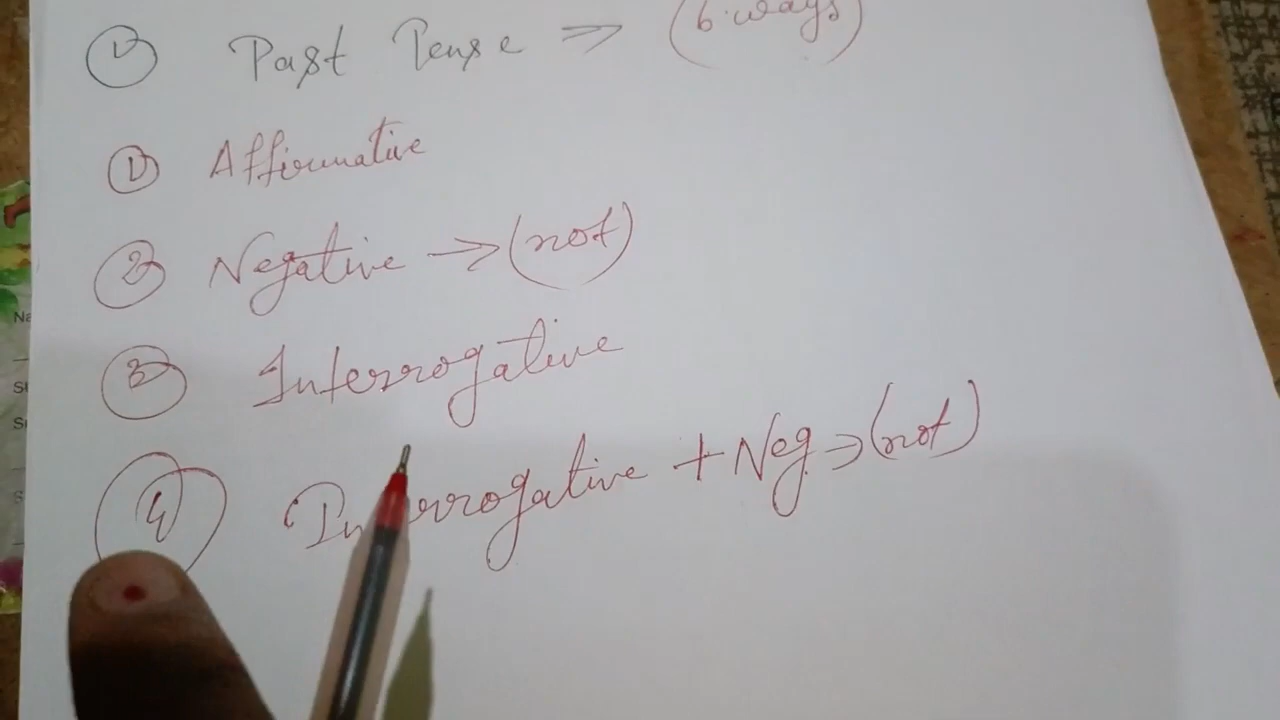 ① Past Tense ⇒ (6 ways)
① Affirmative
② Negative → (not)
③ Interrogative
④ Interrogative + Neg ⇒ (not)